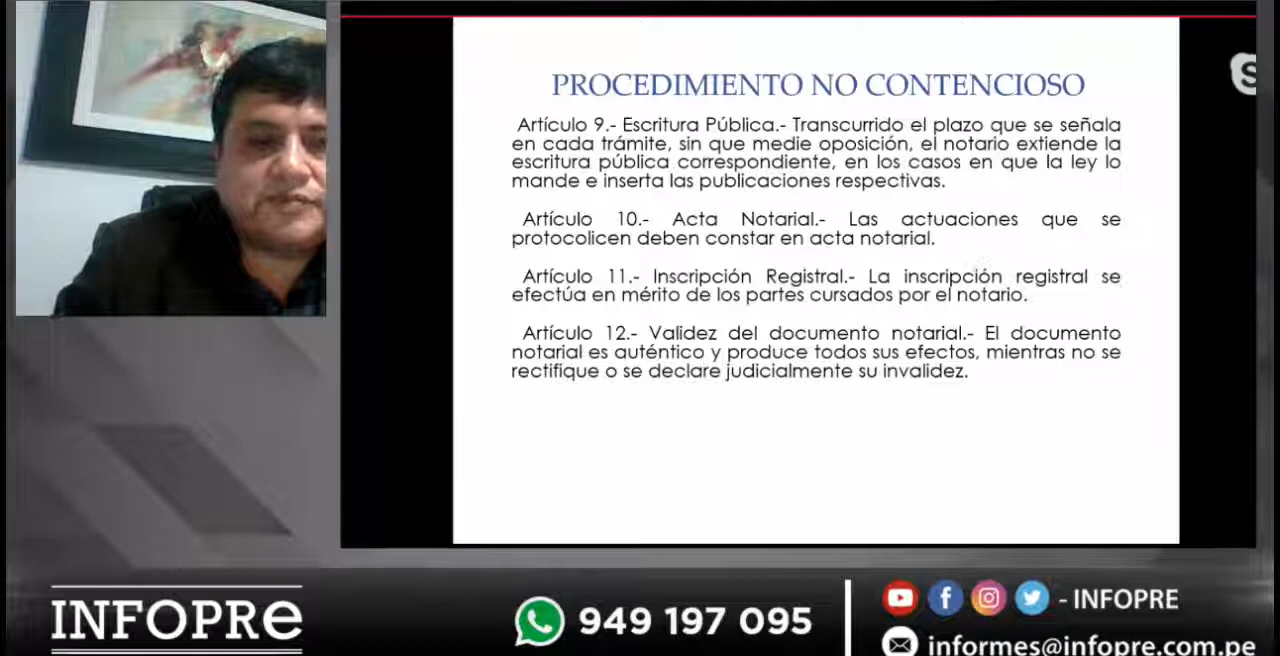 PROCEDIMIENTO NO CONTENCIOSO
Artículo 9.- Escritura Pública.- Transcurrido el plazo que se señala
en cada trámite, sin que medie oposición, el notario extiende la
escritura pública correspondiente, en los casos en que la ley lo
mande e inserta las publicaciones respectivas.
Artículo 10.- Acta Notarial.- Las actuaciones que se
protocolicen deben constar en acta notarial.
Artículo 11.- Inscripción Registral.- La inscripción registral se
efectúa en mérito de los partes cursados por el notario.
Artículo 12.- Validez del documento notarial.- El documento
notarial es auténtico y produce todos sus efectos, mientras no se
rectifique o se declare judicialmente su invalidez.
INFOPRe
949 197 095
- INFOPRE
informes@infopre.com.pe